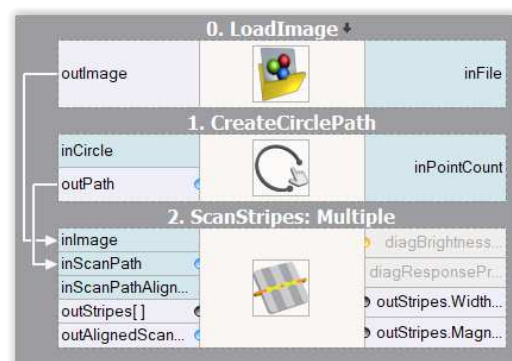 0. LoadImage
outImage
inFile
1. CreateCirclePath
inCircle
outPath
inPointCount
2. ScanStripes: Multiple
inImage
inScanPath
inScanPathAlign...
outStripes[ ]
outAlignedScan...
diagBrightness...
diagResponsePr...
outStripes.Width...
outStripes.Magn...